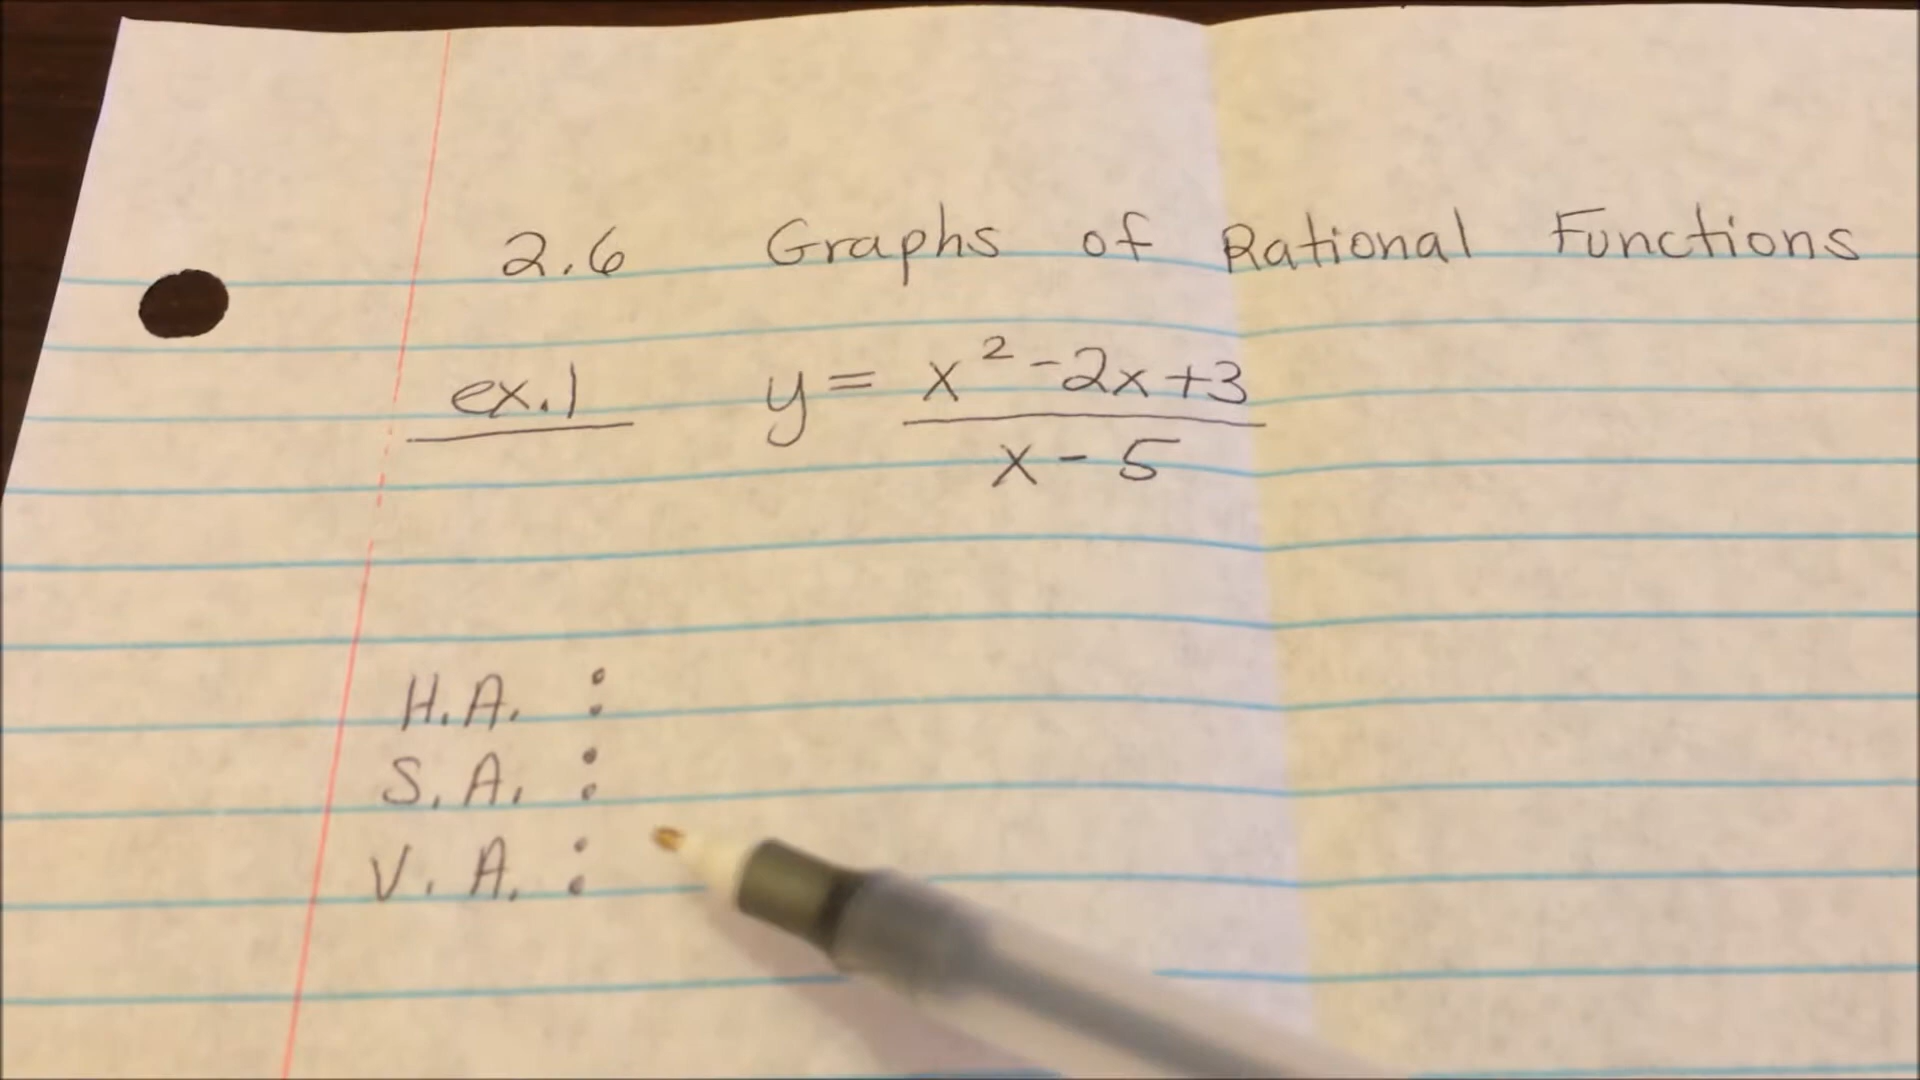 2.6 Graphs of Rational Functions
ex.1 y = x² - 2x + 3
x - 5
H.A. :
S.A. :
V.A. :